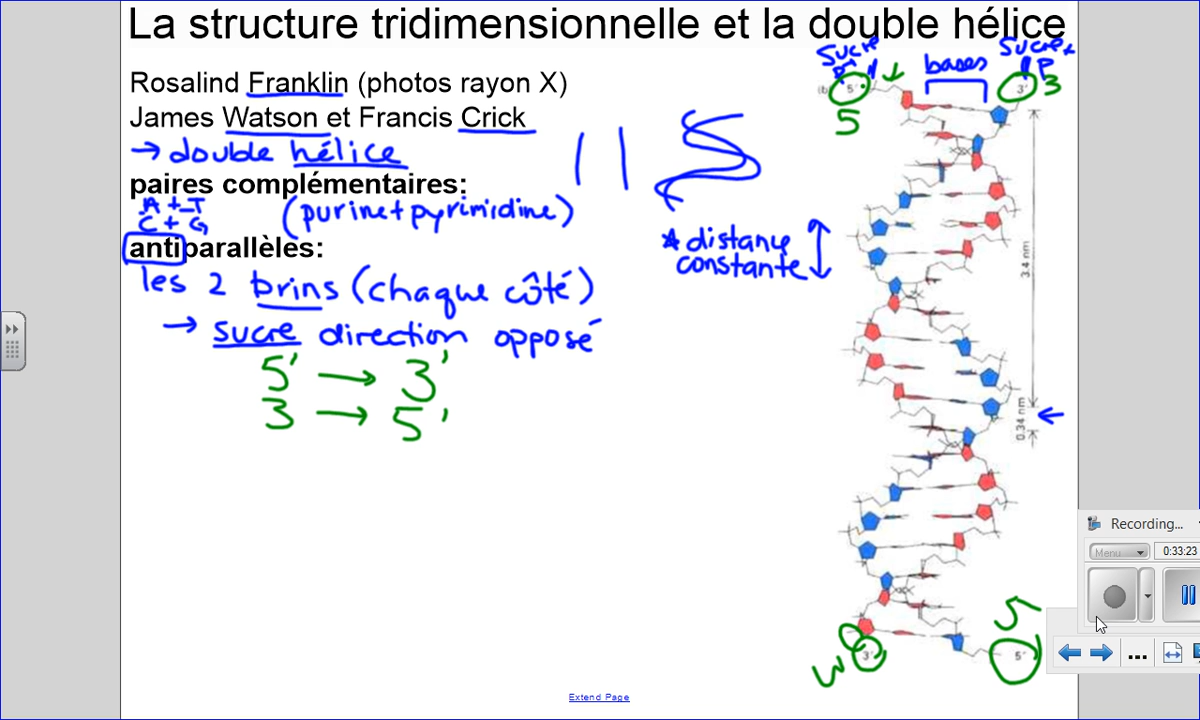 La structure tridimensionnelle et la double hélice
Rosalind Franklin (photos rayon X)
James Watson et Francis Crick
→ double hélice
paires complémentaires:
A + T
C + G
(purine + pyrimidine)
antiparallèles:
les 2 brins (chaque côté)
→ sucre direction opposé
5' → 3'
3 → 5'
* distance
constante
Sucre
P
bases
Sucre +
P
(b)
5'
3'
3
5
3.4 nm
0.34 nm
5
3'
5'
3
Extend Page
Recording...
Menu
0:33:23
...